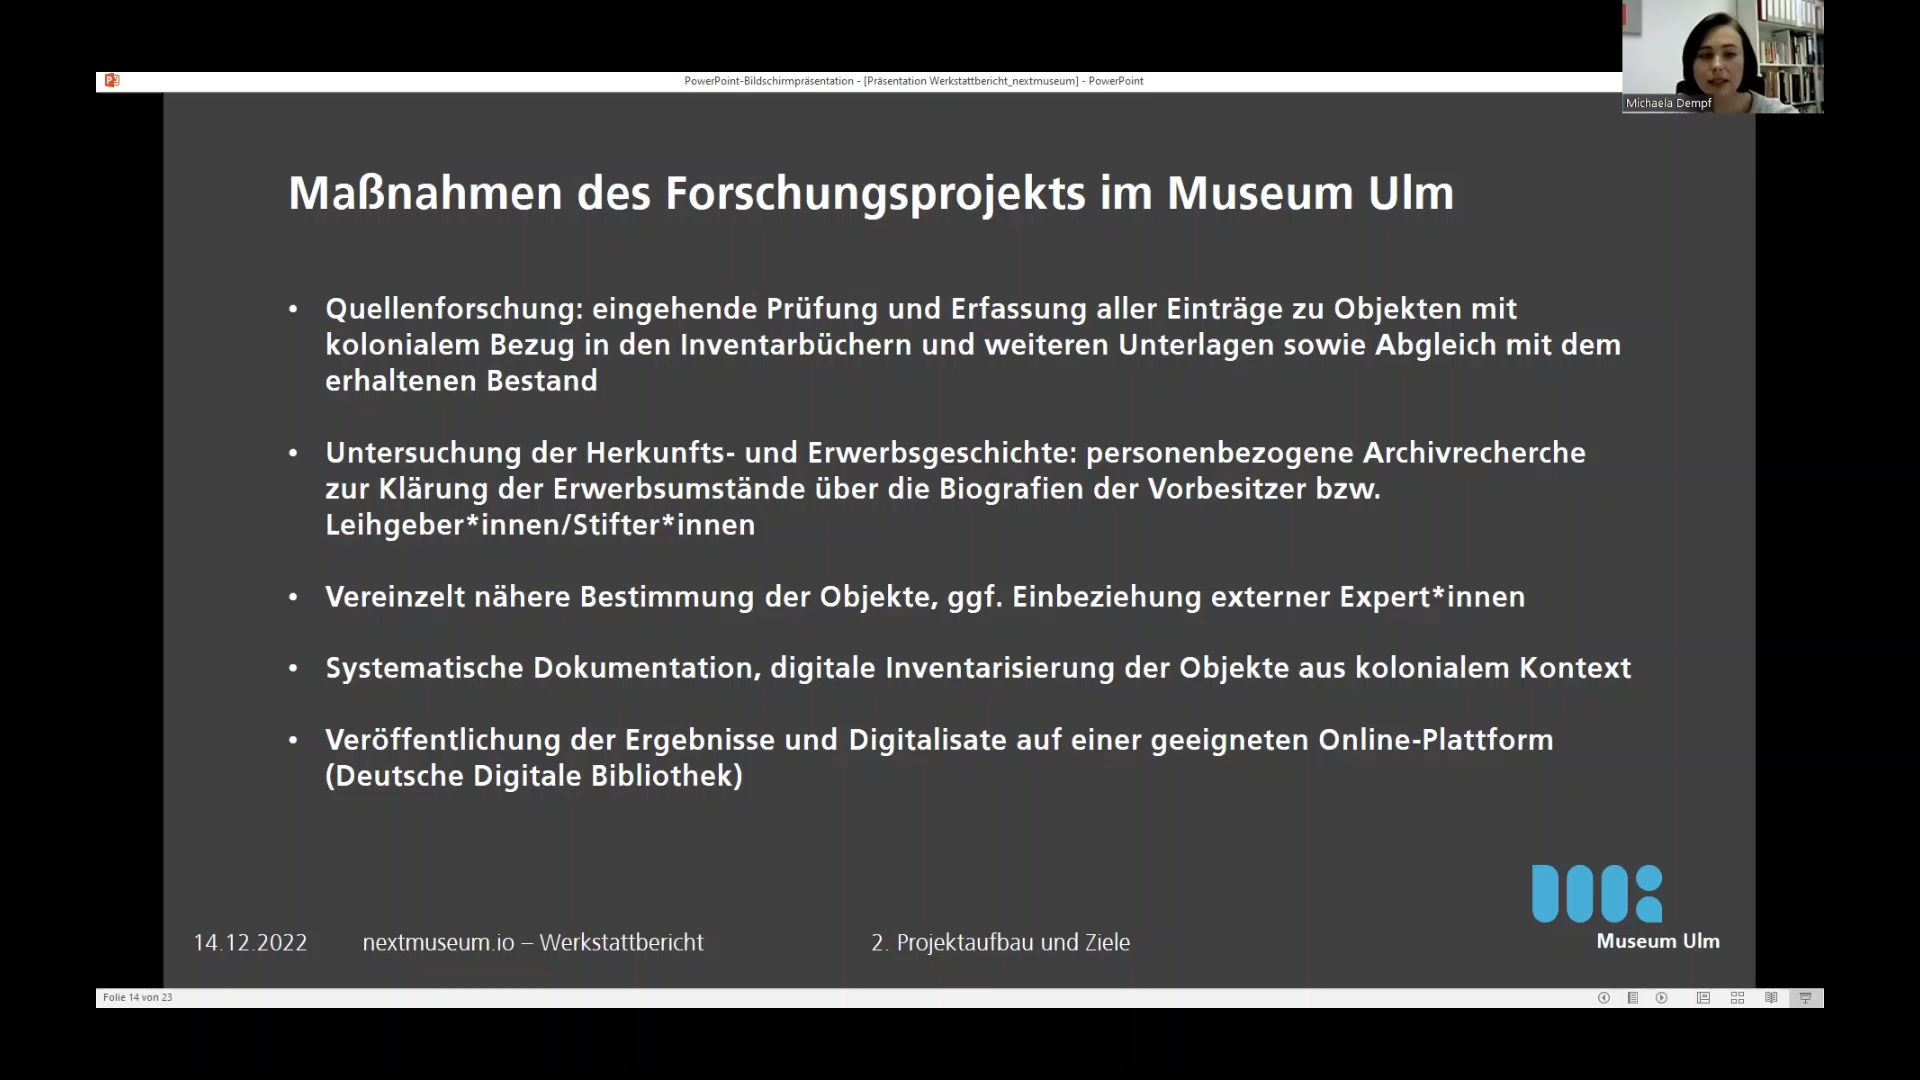 PowerPoint-Bildschirmpräsentation - [Präsentation Werkstattbericht_nextmuseum] - PowerPoint
Michaela Dempf
Maßnahmen des Forschungsprojekts im Museum Ulm
• Quellenforschung: eingehende Prüfung und Erfassung aller Einträge zu Objekten mit
kolonialem Bezug in den Inventarbüchern und weiteren Unterlagen sowie Abgleich mit dem
erhaltenen Bestand
• Untersuchung der Herkunfts- und Erwerbsgeschichte: personenbezogene Archivrecherche
zur Klärung der Erwerbsumstände über die Biografien der Vorbesitzer bzw.
Leihgeber*innen/Stifter*innen
• Vereinzelt nähere Bestimmung der Objekte, ggf. Einbeziehung externer Expert*innen
• Systematische Dokumentation, digitale Inventarisierung der Objekte aus kolonialem Kontext
• Veröffentlichung der Ergebnisse und Digitalisate auf einer geeigneten Online-Plattform
(Deutsche Digitale Bibliothek)
14.12.2022 nextmuseum.io – Werkstattbericht 2. Projektaufbau und Ziele
Museum Ulm
Folie 14 von 23